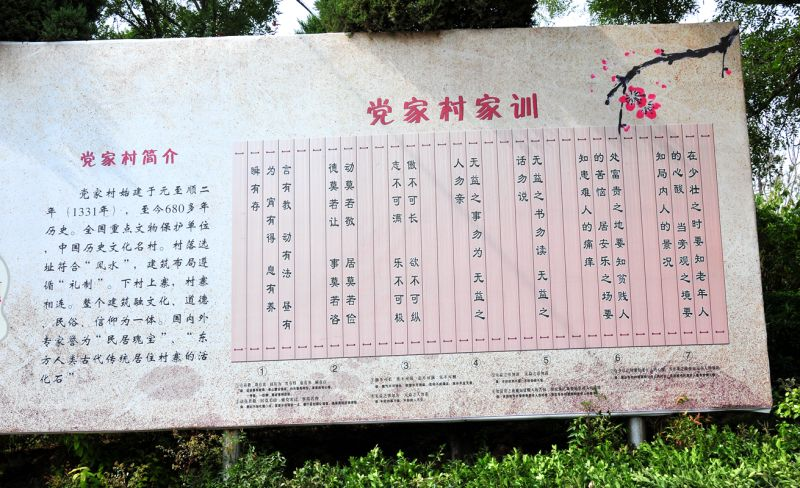 党家村家训
党家村简介
党家村始建于元至顺二
年（1331年），至今680多年
历史。全国重点文物保护单位
，中国历史文化名村。村落选
址符合“风水”，建筑布局遵
循“礼制”。下村上寨，村寨
相连。整个建筑融文化、道德
、民俗、信仰为一体。国内外
专家誉为“民居瑰宝”、“东
方人类古代传统居住村寨的活
化石”
在少壮之时要知老年人
的心酸 当旁观之境要
知局内人的景况
处富贵之地要知贫贱人
的苦恼 居安乐之场要
知患难人的痛痒
无益之书勿读 无益之
话勿说
无益之事勿为 无益之
人勿亲
傲不可长 欲不可纵
志不可满 乐不可极
动莫若敬 居莫若俭
德莫若让 事莫若咨
言有教 动有法 昼有
为 宵有得 息有养
瞬有存
① ② ③ ④ ⑤ ⑥ ⑦